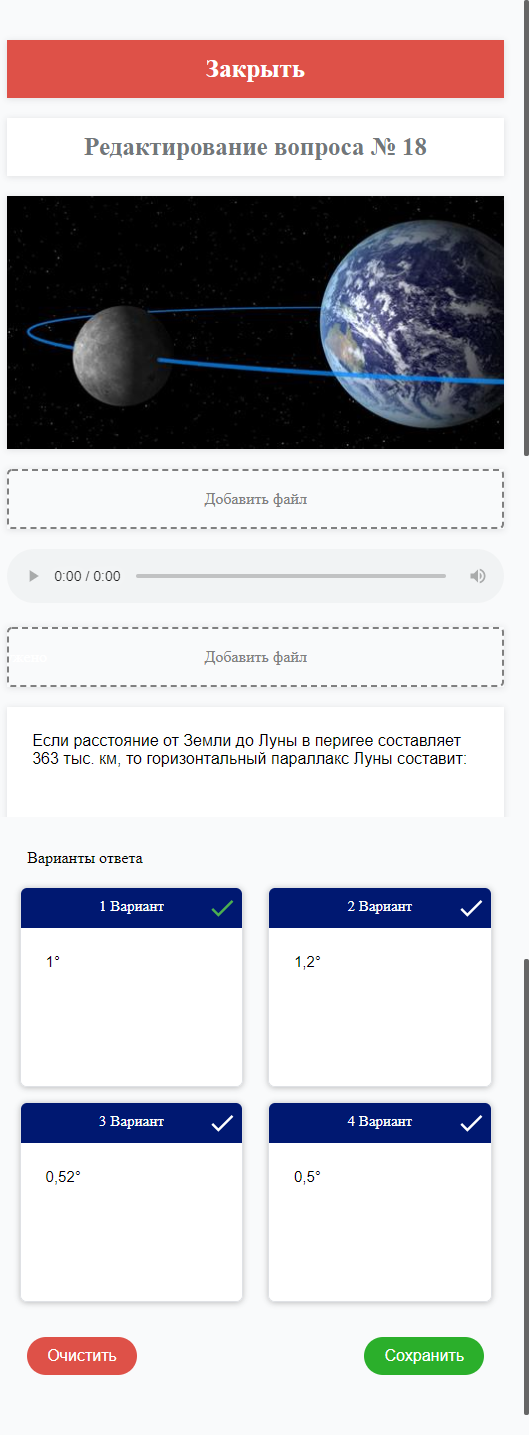 Закрыть
Редактирование вопроса № 18
Добавить файл
0:00 / 0:00
Добавить файл
Если расстояние от Земли до Луны в перигее составляет
363 тыс. км, то горизонтальный параллакс Луны составит:
Варианты ответа
1 Вариант
2 Вариант
1°
1,2°
3 Вариант
4 Вариант
0,52°
0,5°
Очистить
Сохранить